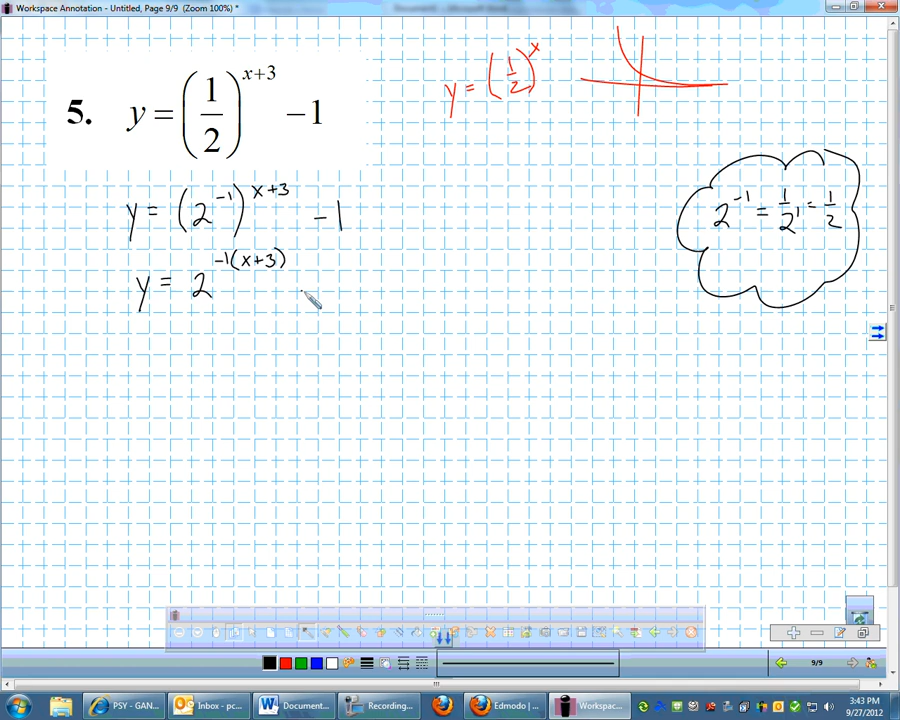 Workspace Annotation - Untitled, Page 9/9 (Zoom 100%) *
5. y = (1/2)^(x+3) − 1
y = (1/2)^x
y = (2^-1)^(x+3) - 1
2^-1 = 1/2^1 = 1/2
y = 2^-1(x+3)
9/9
PSY - GAN...
Inbox - pc...
Document...
Recording...
Edmodo | ...
Workspac...
3:43 PM
9/27/2012